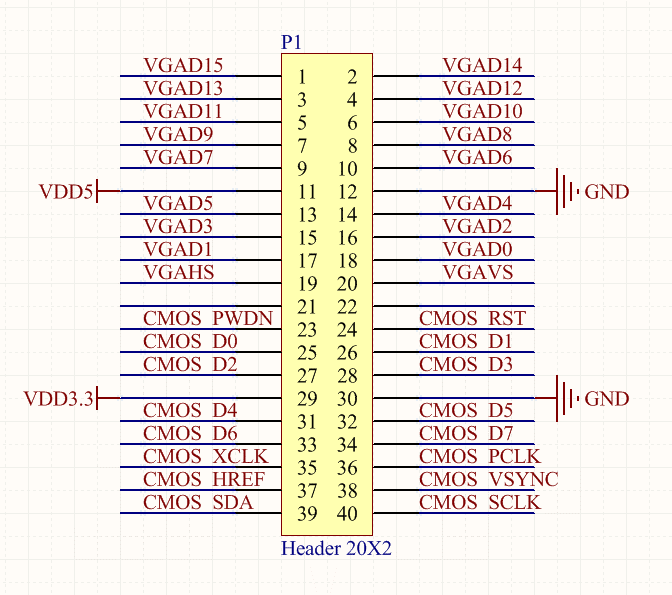 P1
VGAD15 1 2 VGAD14
VGAD13 3 4 VGAD12
VGAD11 5 6 VGAD10
VGAD9 7 8 VGAD8
VGAD7 9 10 VGAD6
VDD5 11 12 GND
VGAD5 13 14 VGAD4
VGAD3 15 16 VGAD2
VGAD1 17 18 VGAD0
VGAHS 19 20 VGAVS
21 22
CMOS PWDN 23 24 CMOS RST
CMOS D0 25 26 CMOS D1
CMOS D2 27 28 CMOS D3
VDD3.3 29 30 GND
CMOS D4 31 32 CMOS D5
CMOS D6 33 34 CMOS D7
CMOS XCLK 35 36 CMOS PCLK
CMOS HREF 37 38 CMOS VSYNC
CMOS SDA 39 40 CMOS SCLK
Header 20X2